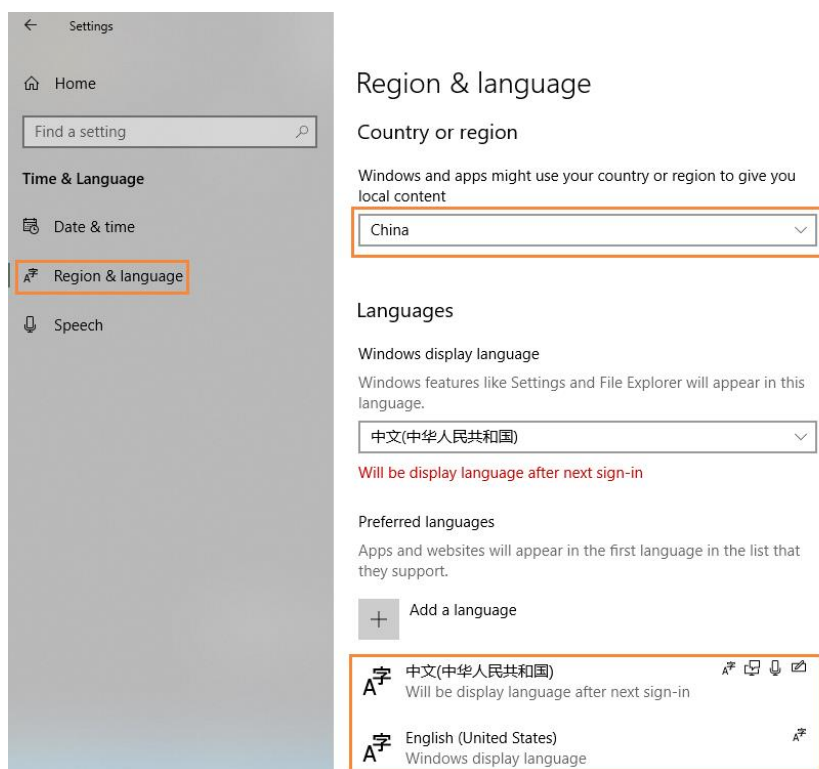 Settings
Home
Find a setting
Time & Language
Date & time
Region & language
Speech
Region & language
Country or region
Windows and apps might use your country or region to give you
local content
China
Languages
Windows display language
Windows features like Settings and File Explorer will appear in this
language.
中文(中华人民共和国)
Will be display language after next sign-in
Preferred languages
Apps and websites will appear in the first language in the list that
they support.
Add a language
中文(中华人民共和国)
Will be display language after next sign-in
English (United States)
Windows display language